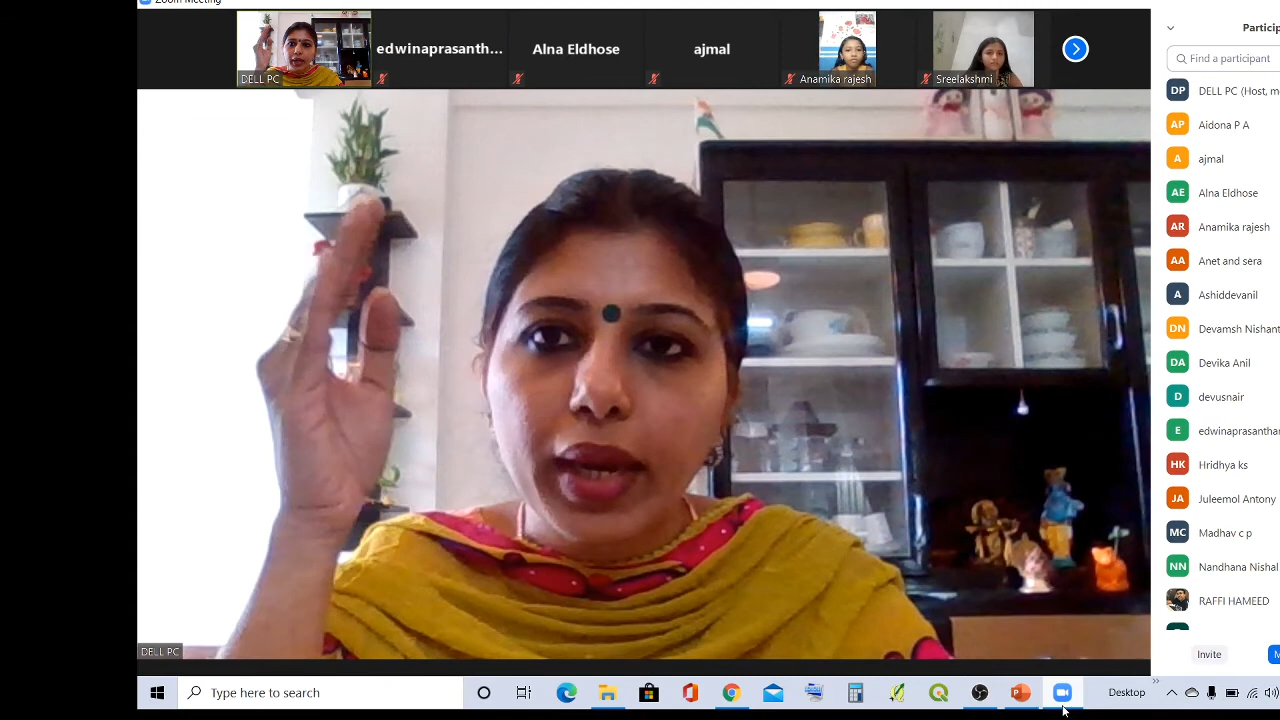 Zoom Meeting
DELL PC
edwinaprasanth...
Alna Eldhose
ajmal
Anamika rajesh
Sreelakshmi
Particip
Find a participant
DP DELL PC (Host, m
AP Aidona P A
A ajmal
AE Alna Eldhose
AR Anamika rajesh
AA Anet and sera
A Ashiddevanil
DN Devamsh Nishant
DA Devika Anil
D devusnair
E edwinaprasanthan
HK Hridhya ks
JA Juleemol Antony
MC Madhav c p
NN Nandhana Nishal
RAFFI HAMEED
Invite
M
DELL PC
Type here to search
Desktop